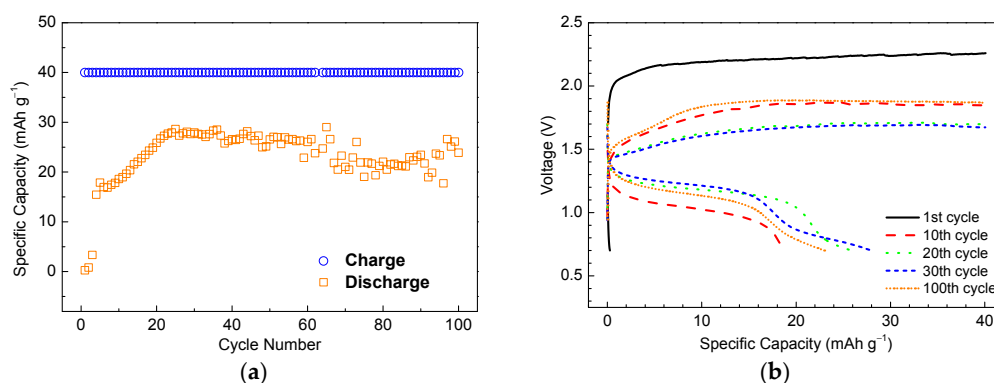 50
40
30
20
10
0
Specific Capacity (mAh g⁻¹)
Charge
Discharge
0 20 40 60 80 100
Cycle Number
(a)
2.5
2.0
1.5
1.0
0.5
Voltage (V)
1st cycle
10th cycle
20th cycle
30th cycle
100th cycle
0 10 20 30 40
Specific Capacity (mAh g⁻¹)
(b)